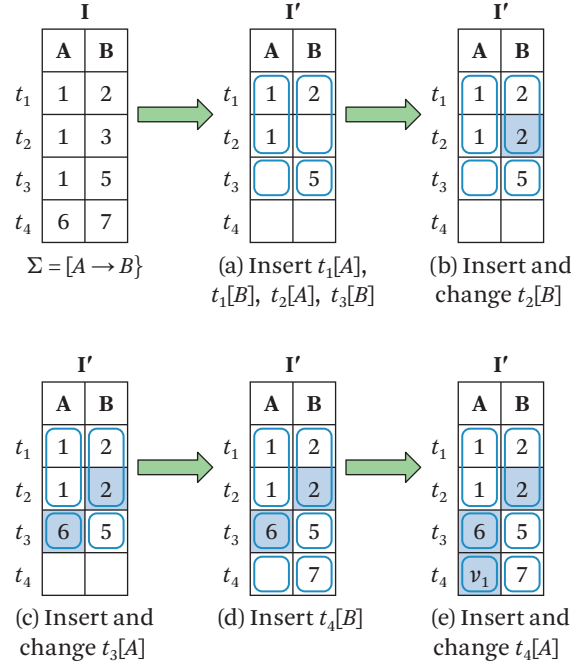 I
A B
t1 1 2
t2 1 3
t3 1 5
t4 6 7
Σ = [A → B}
I′
A B
t1 1 2
t2 1
t3 5
t4
(a) Insert t1[A],
t1[B], t2[A], t3[B]
I′
A B
t1 1 2
t2 1 2
t3 5
t4
(b) Insert and
change t2[B]
I′
A B
t1 1 2
t2 1 2
t3 6 5
t4
(c) Insert and
change t3[A]
I′
A B
t1 1 2
t2 1 2
t3 6 5
t4 7
(d) Insert t4[B]
I′
A B
t1 1 2
t2 1 2
t3 6 5
t4 v1 7
(e) Insert and
change t4[A]